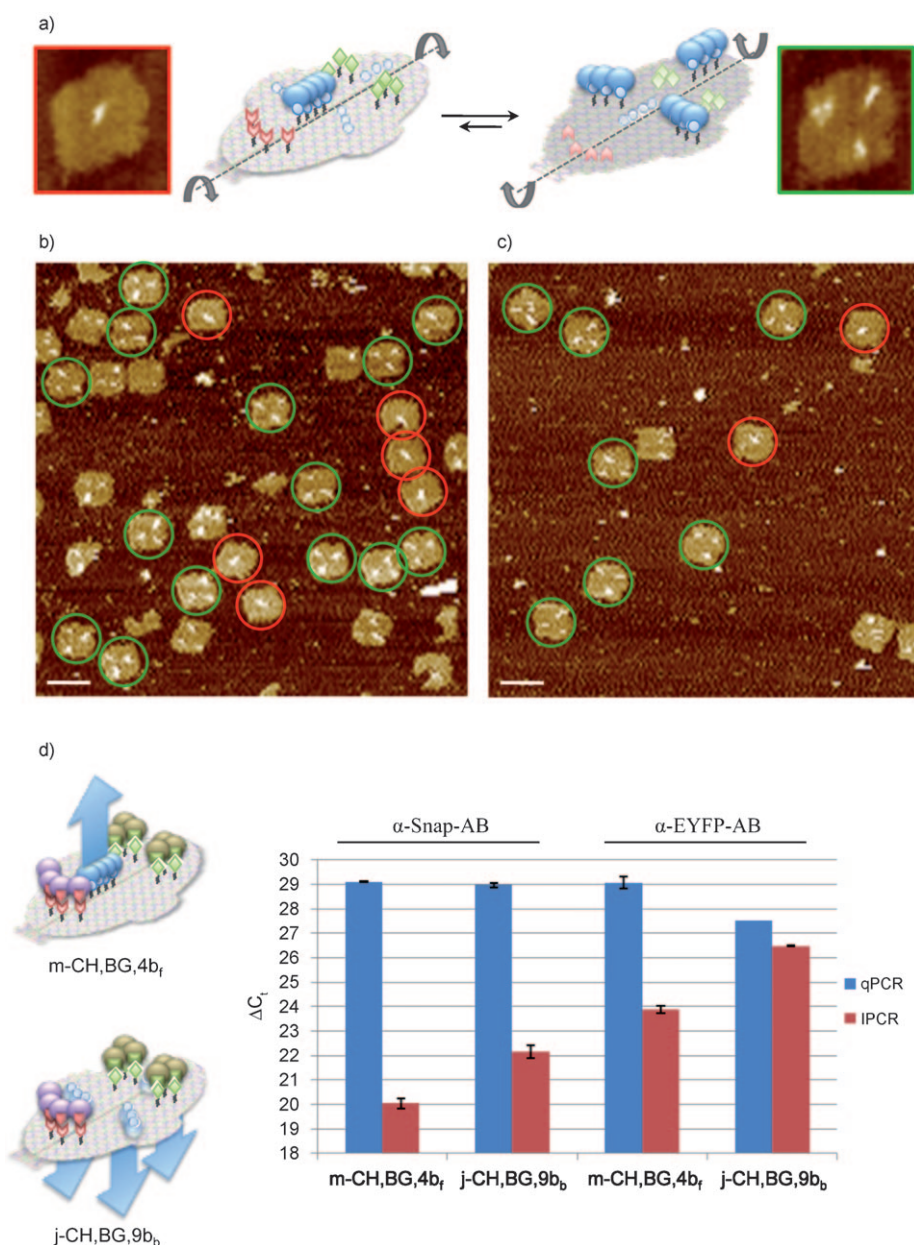 a)
b)
c)
d)
m-CH,BG,4bf
j-CH,BG,9bb
α-Snap-AB
α-EYFP-AB
30
29
28
27
26
25
24
23
22
21
20
19
18
ΔCt
m-CH,BG,4bf
j-CH,BG,9bb
m-CH,BG,4bf
j-CH,BG,9bb
qPCR
IPCR